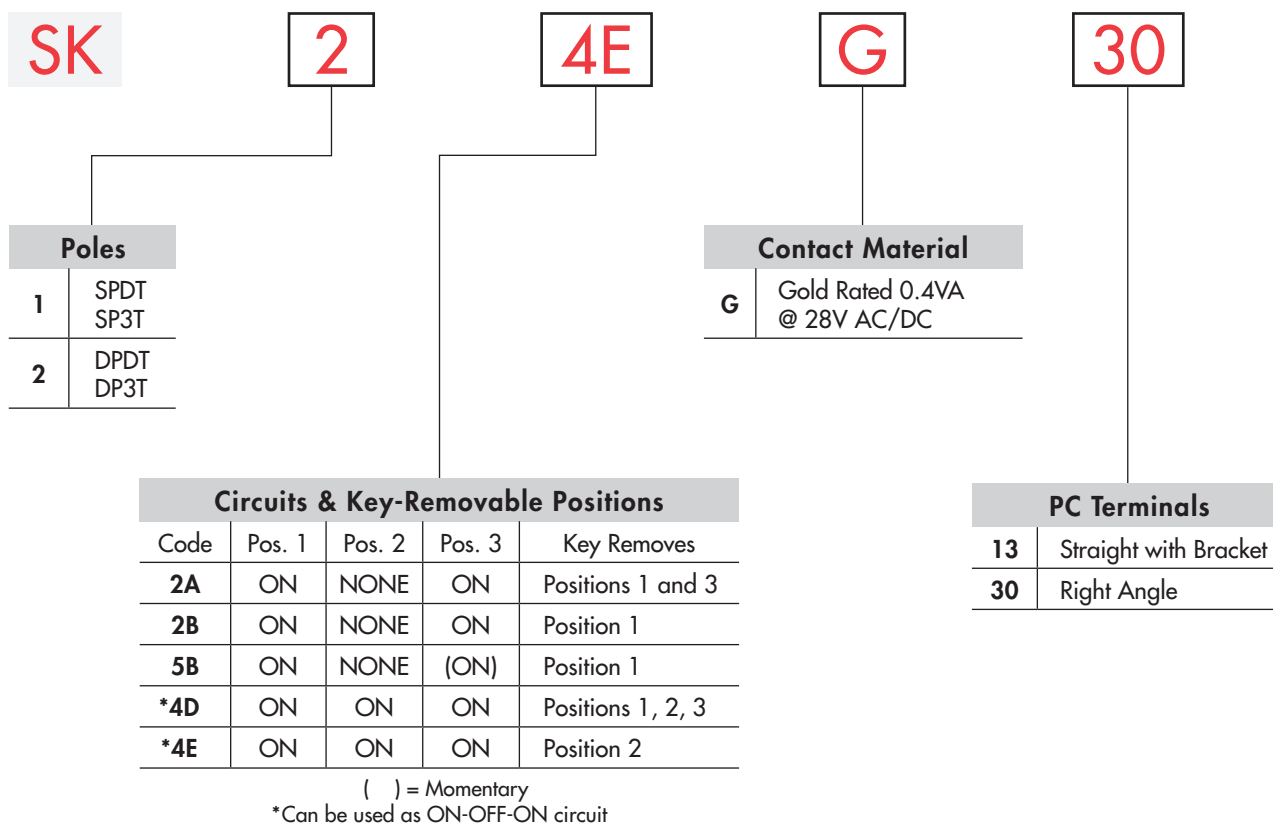 SK 2 4E G 30
Poles
1 SPDT
SP3T
2 DPDT
DP3T
Contact Material
G Gold Rated 0.4VA
@ 28V AC/DC
Circuits & Key-Removable Positions
Code Pos. 1 Pos. 2 Pos. 3 Key Removes
2A ON NONE ON Positions 1 and 3
2B ON NONE ON Position 1
5B ON NONE (ON) Position 1
*4D ON ON ON Positions 1, 2, 3
*4E ON ON ON Position 2
( ) = Momentary
*Can be used as ON-OFF-ON circuit
PC Terminals
13 Straight with Bracket
30 Right Angle